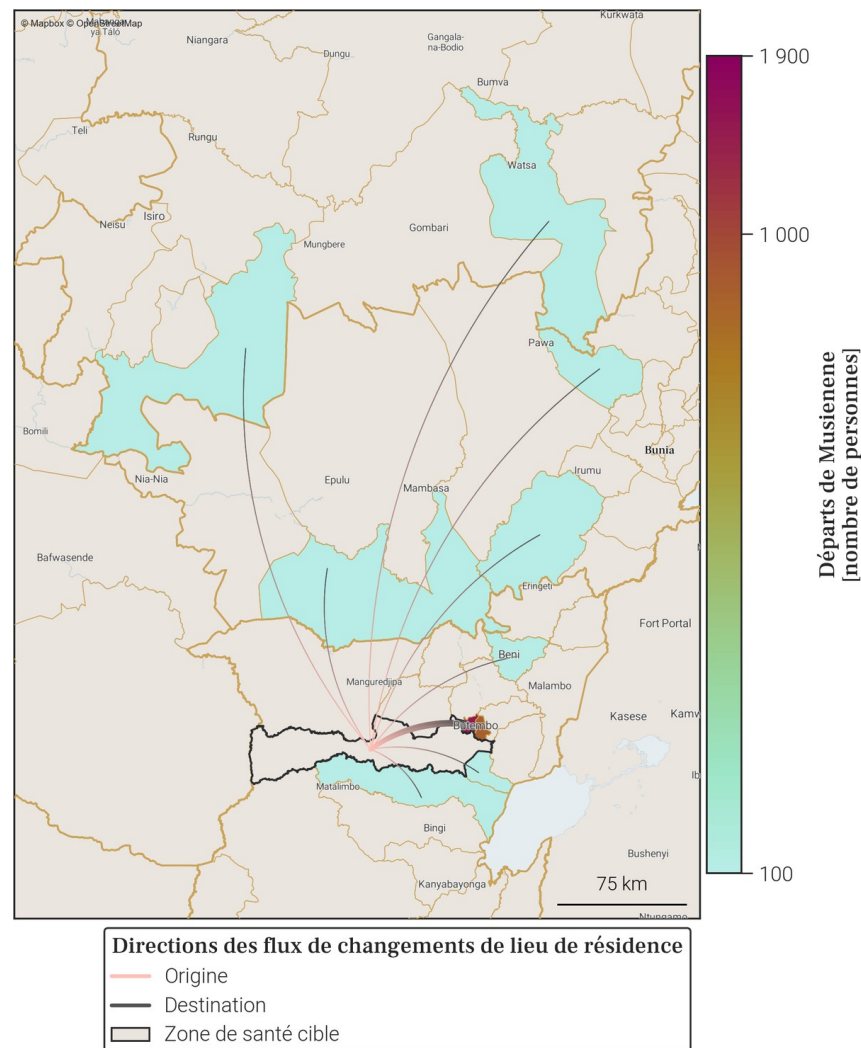 © Mapbox © OpenStreetMap
ya Táló
Kurkwata
Niangara
Gangala-
na-Bodio
Dungu
Bumva
Teli
Rungu
Watsa
Isiro
Neisu
Gombari
Mungbere
Pawa
Bomili
Bunia
Nia-Nia
Epulu
Irumu
Mambasa
Bafwasende
Eringeti
Fort Portal
Beni
Manguredjipa
Malambo
Butembo
Kasese
Kamw
Ib
Matalimbo
Bingi
Bushenyi
Kanyabayonga
75 km
Ntungamo
1 900
1 000
100
Départs de Musienene
[nombre de personnes]
Directions des flux de changements de lieu de résidence
Origine
Destination
Zone de santé cible